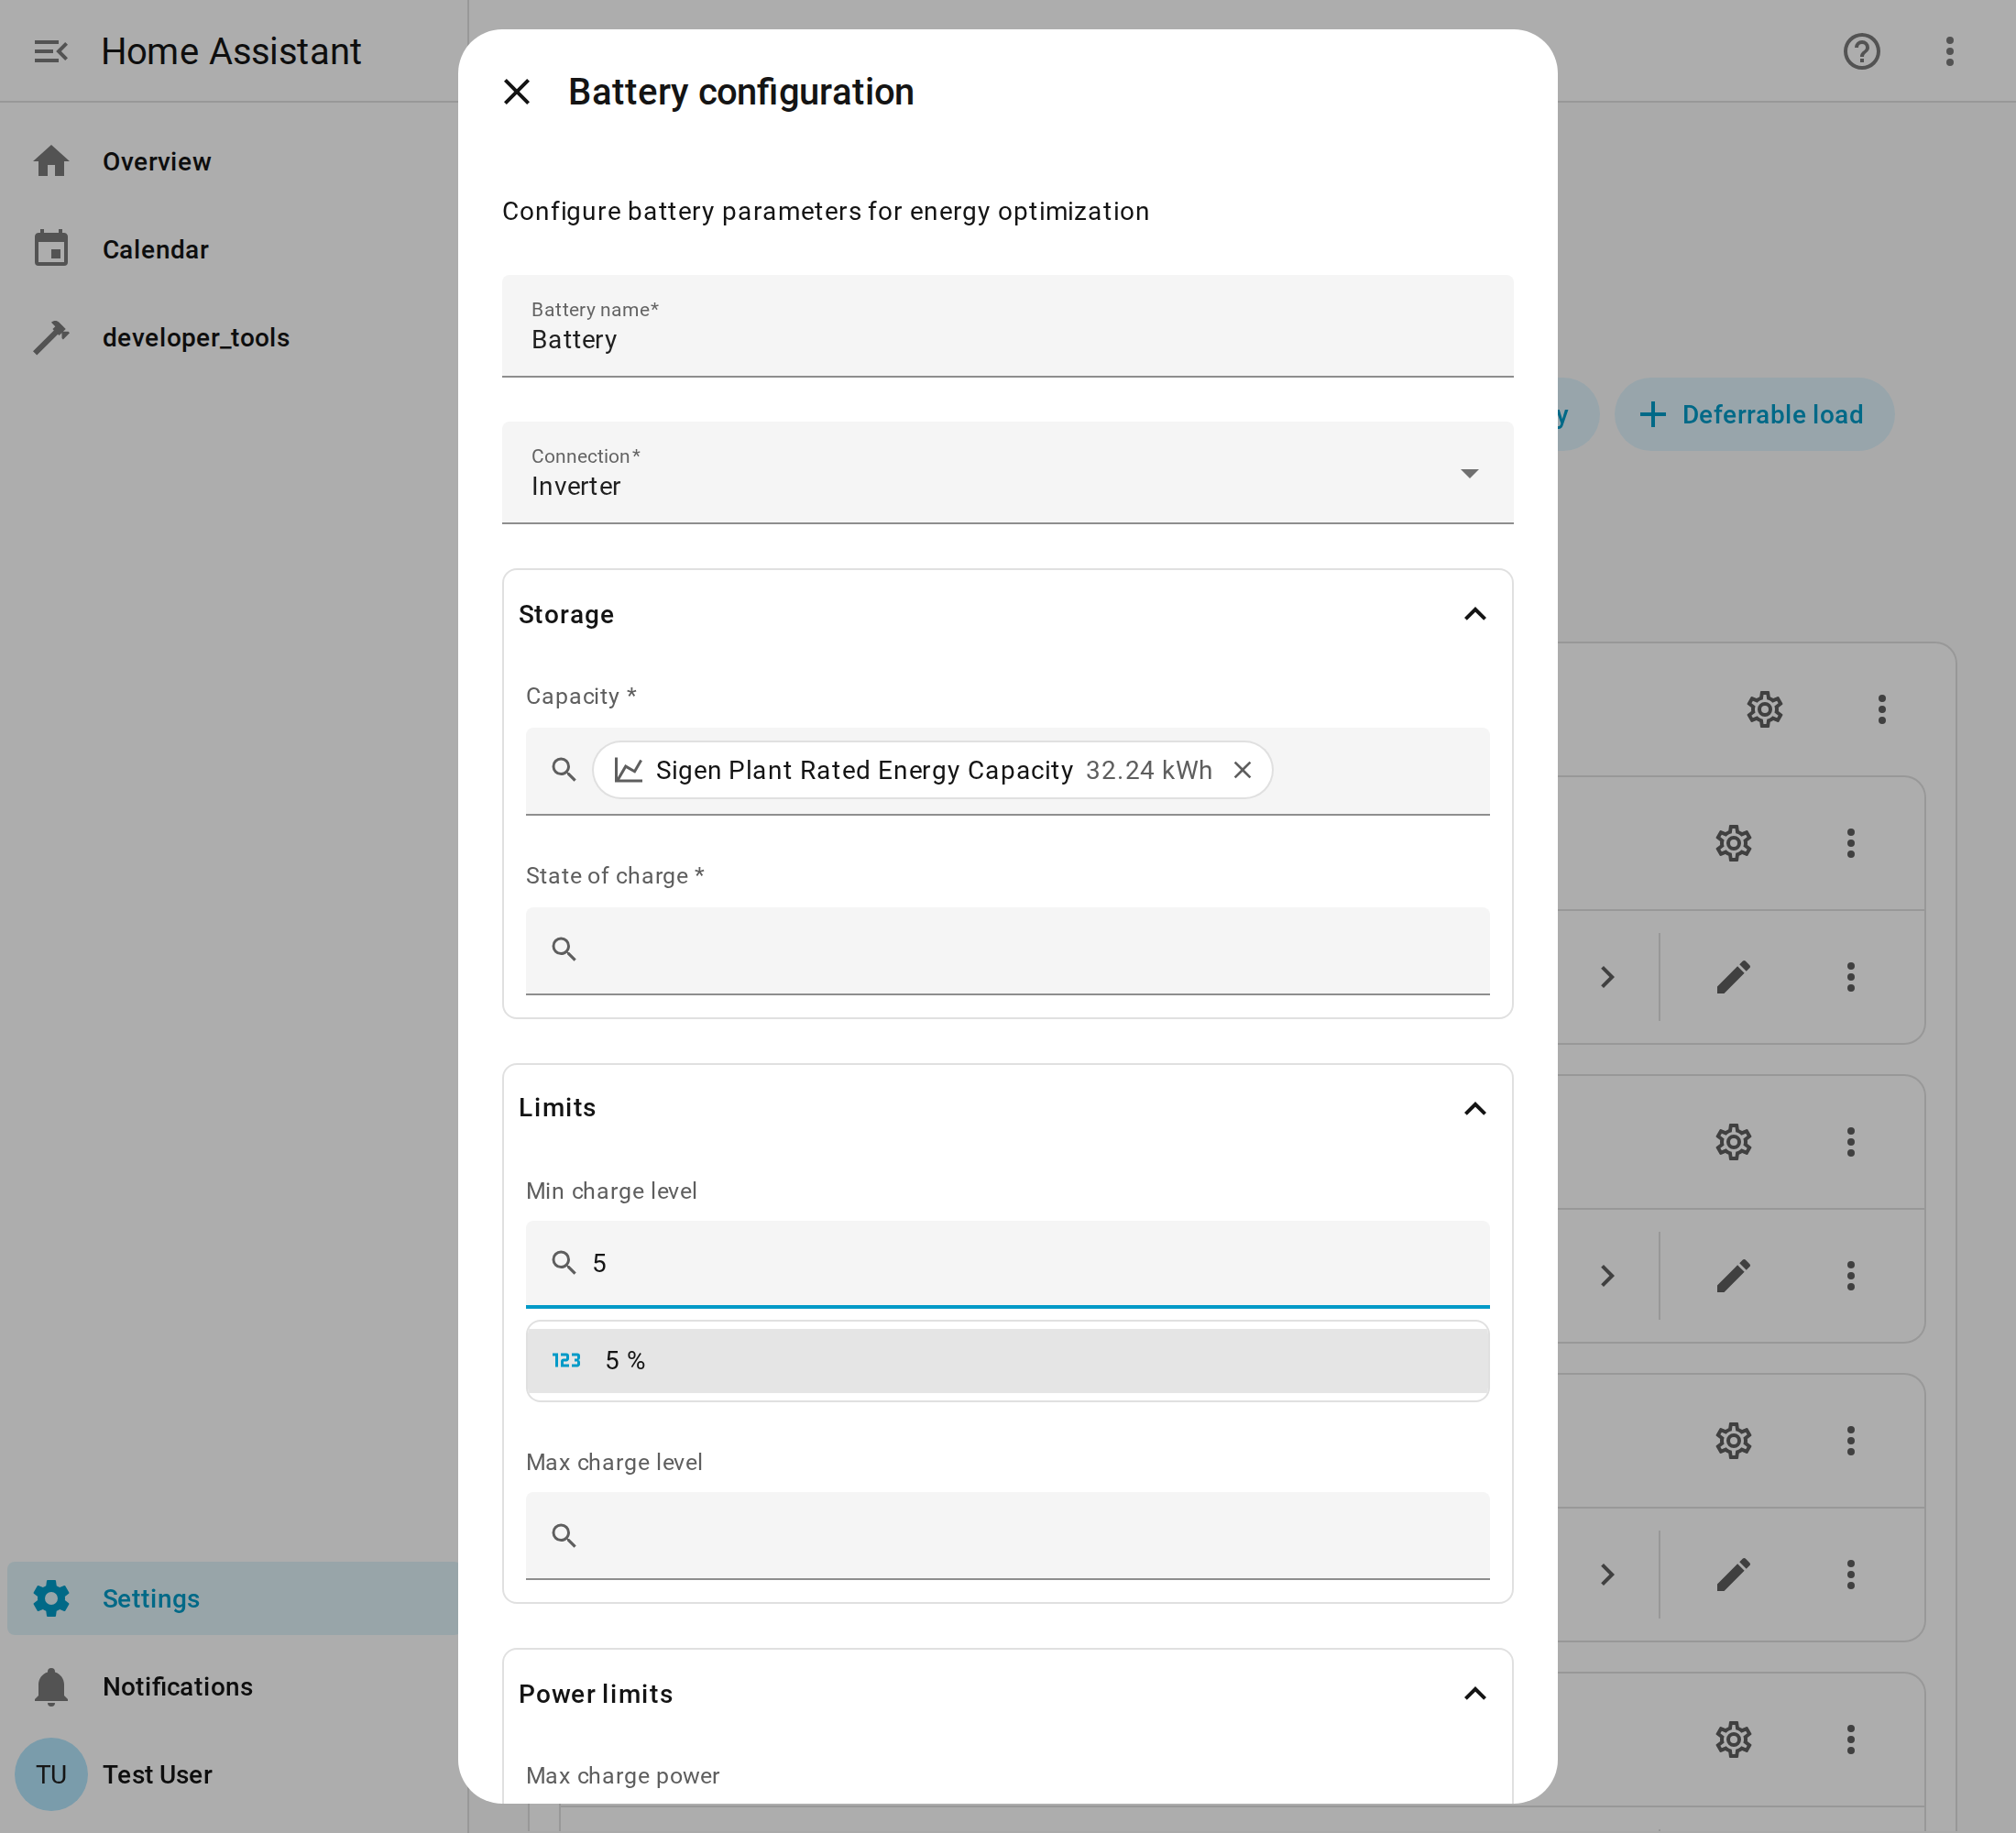 Home Assistant
Overview
Calendar
developer_tools
Settings
Notifications
TU
Test User
Battery configuration
Configure battery parameters for energy optimization
Battery name*
Battery
Connection*
Inverter
Storage
Capacity *
Sigen Plant Rated Energy Capacity 32.24 kWh
State of charge *
Limits
Min charge level
5
123 5 %
Max charge level
Power limits
Max charge power
y
Deferrable load